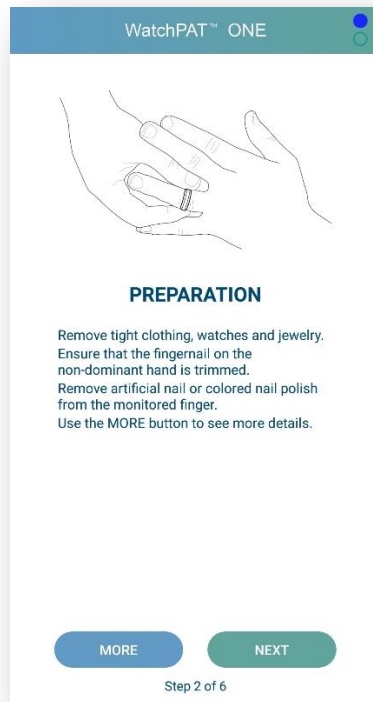 WatchPAT™ ONE
PREPARATION
Remove tight clothing, watches and jewelry.
Ensure that the fingernail on the
non-dominant hand is trimmed.
Remove artificial nail or colored nail polish
from the monitored finger.
Use the MORE button to see more details.
MORE
NEXT
Step 2 of 6